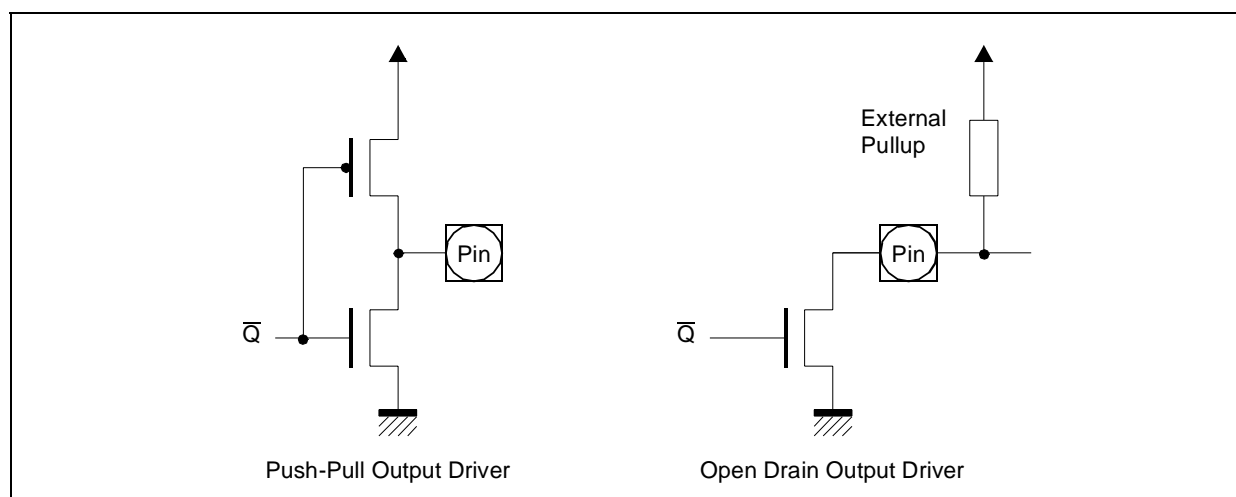 External
Pullup
Pin
Pin
Q̅
Q̅
Push-Pull Output Driver
Open Drain Output Driver